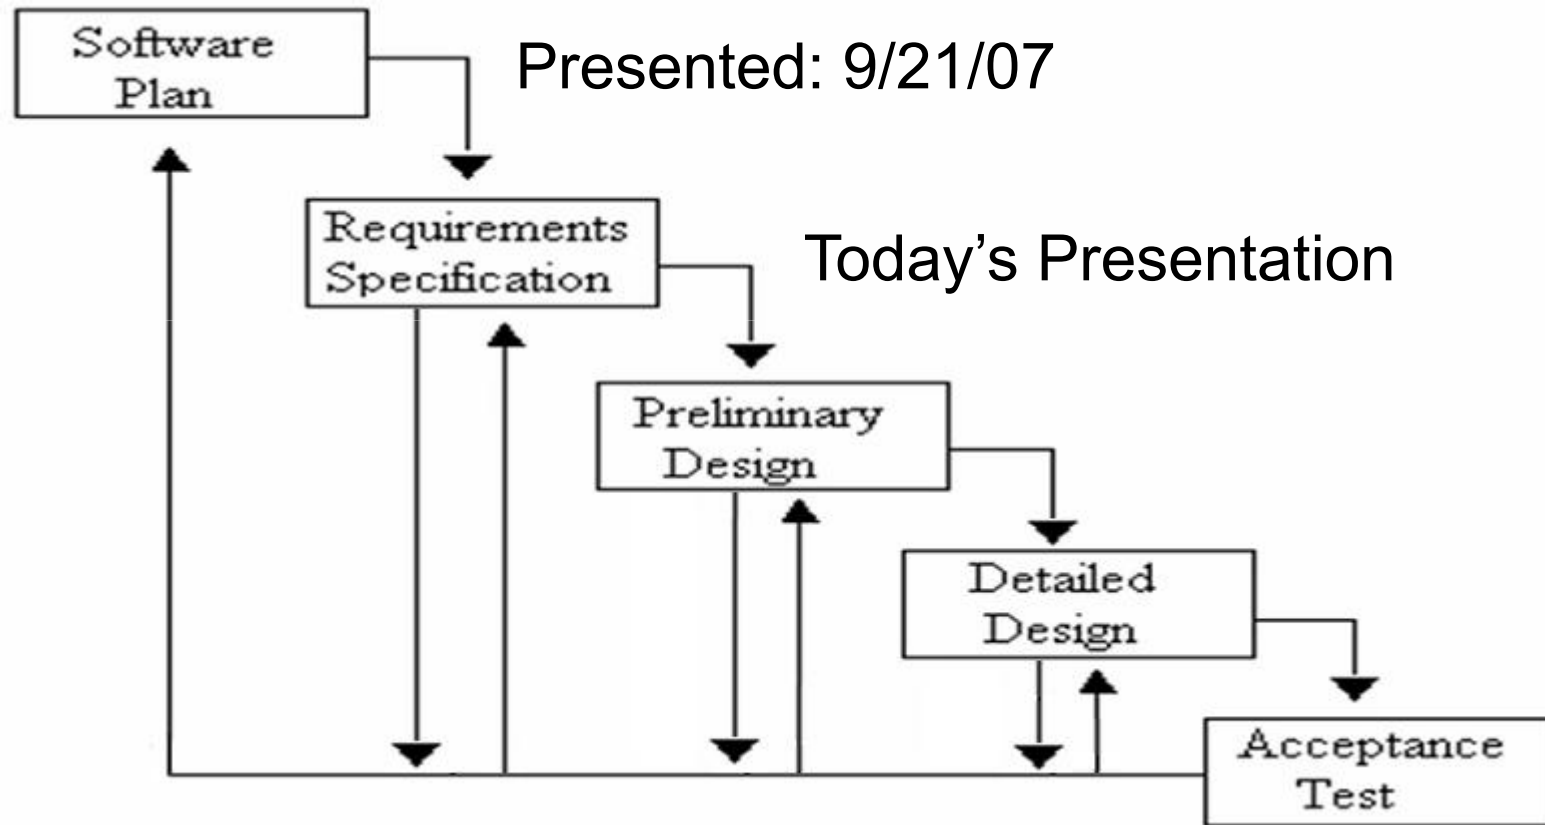 Software
Plan
Presented: 9/21/07
Requirements
Specification
Today’s Presentation
Preliminary
Design
Detailed
Design
Acceptance
Test